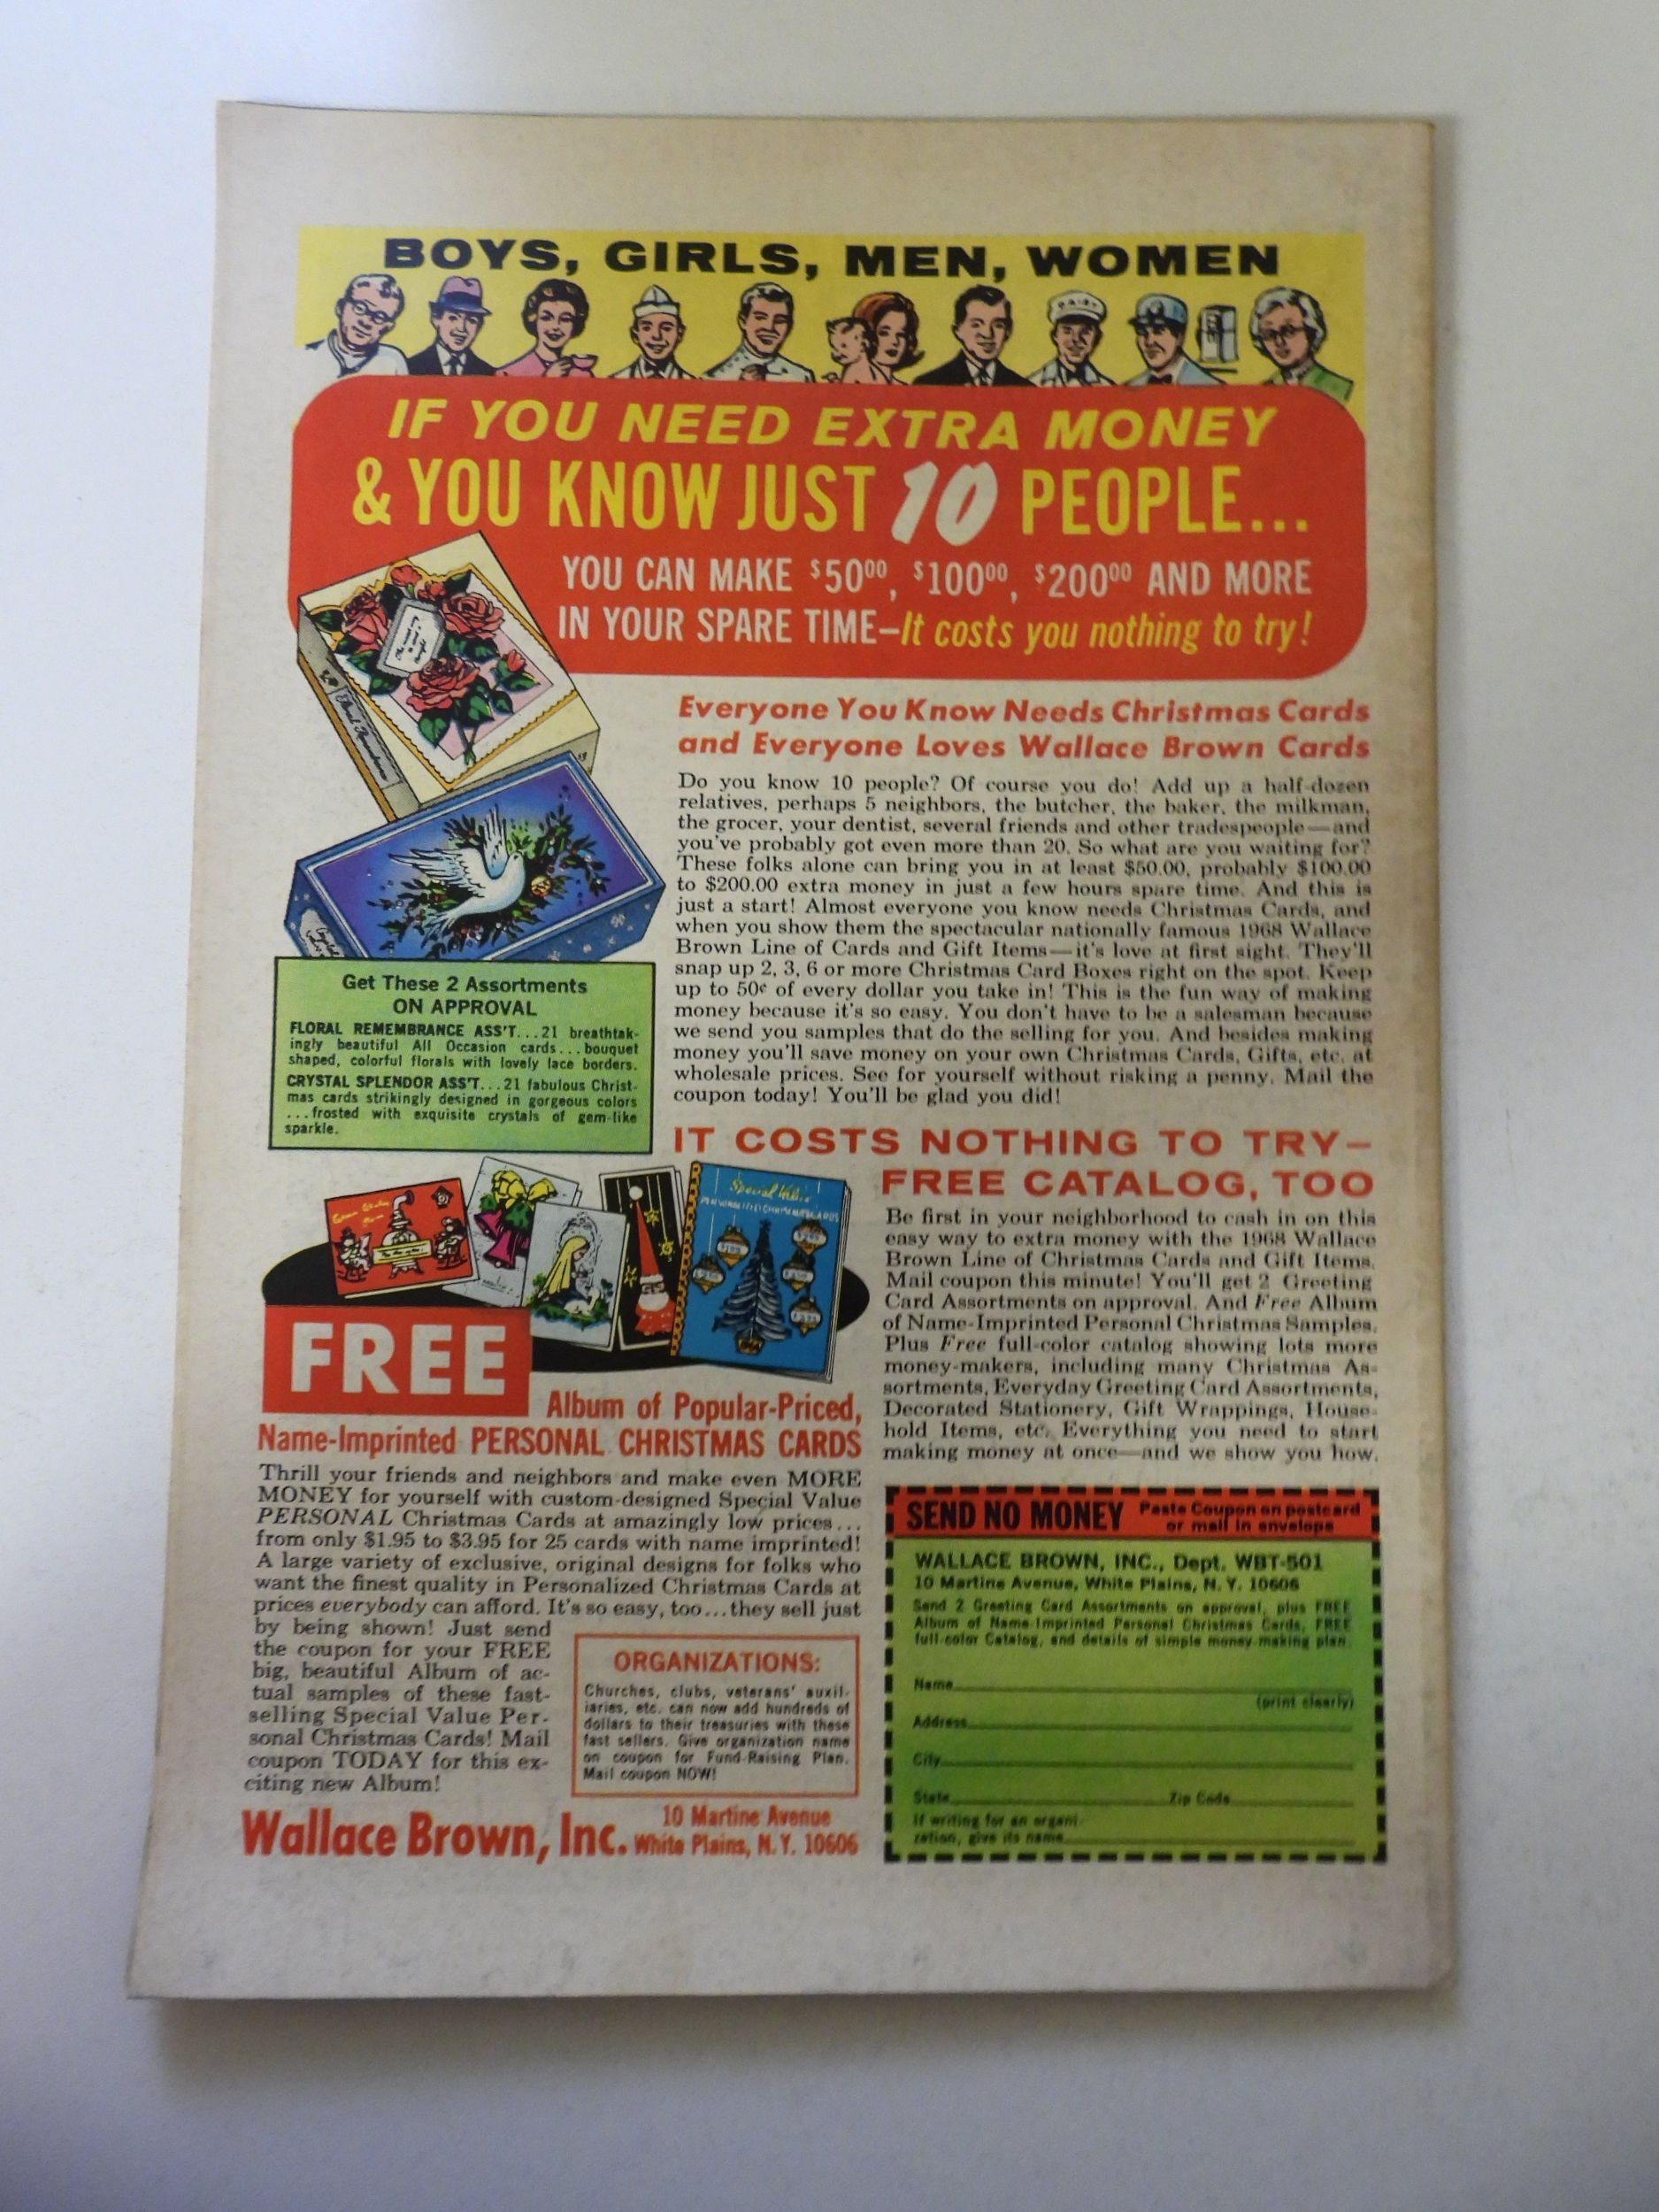 BOYS, GIRLS, MEN, WOMEN
DAIRY
IF YOU NEED EXTRA MONEY
& YOU KNOW JUST 10 PEOPLE...
YOU CAN MAKE $50⁰⁰, $100⁰⁰, $200⁰⁰ AND MORE
IN YOUR SPARE TIME—It costs you nothing to try!
Everyone You Know Needs Christmas Cards
and Everyone Loves Wallace Brown Cards
Do you know 10 people? Of course you do! Add up a half-dozen
relatives, perhaps 5 neighbors, the butcher, the baker, the milkman,
the grocer, your dentist, several friends and other tradespeople—and
you've probably got even more than 20. So what are you waiting for?
These folks alone can bring you in at least $50.00, probably $100.00
to $200.00 extra money in just a few hours spare time. And this is
just a start! Almost everyone you know needs Christmas Cards, and
when you show them the spectacular nationally famous 1968 Wallace
Brown Line of Cards and Gift Items—it's love at first sight. They'll
snap up 2, 3, 6 or more Christmas Card Boxes right on the spot. Keep
up to 50¢ of every dollar you take in! This is the fun way of making
money because it's so easy. You don't have to be a salesman because
we send you samples that do the selling for you. And besides making
money you'll save money on your own Christmas Cards, Gifts, etc. at
wholesale prices. See for yourself without risking a penny. Mail the
coupon today! You'll be glad you did!
Get These 2 Assortments
ON APPROVAL
FLORAL REMEMBRANCE ASS'T...21 breathtak-
ingly beautiful All Occasion cards...bouquet
shaped, colorful florals with lovely lace borders.
CRYSTAL SPLENDOR ASS'T...21 fabulous Christ-
mas cards strikingly designed in gorgeous colors
...frosted with exquisite crystals of gem-like
sparkle.
IT COSTS NOTHING TO TRY—
FREE CATALOG, TOO
Be first in your neighborhood to cash in on this
easy way to extra money with the 1968 Wallace
Brown Line of Christmas Cards and Gift Items.
Mail coupon this minute! You'll get 2 Greeting
Card Assortments on approval. And Free Album
of Name-Imprinted Personal Christmas Samples.
Plus Free full-color catalog showing lots more
money-makers, including many Christmas As-
sortments, Everyday Greeting Card Assortments,
Decorated Stationery, Gift Wrappings, House-
hold Items, etc. Everything you need to start
making money at once—and we show you how.
Special Value
PERSONALIZED CHRISTMAS CARDS
FREE
Album of Popular-Priced,
Name-Imprinted PERSONAL CHRISTMAS CARDS
Thrill your friends and neighbors and make even MORE
MONEY for yourself with custom-designed Special Value
PERSONAL Christmas Cards at amazingly low prices...
from only $1.95 to $3.95 for 25 cards with name imprinted!
A large variety of exclusive, original designs for folks who
want the finest quality in Personalized Christmas Cards at
prices everybody can afford. It's so easy, too...they sell just
by being shown! Just send
the coupon for your FREE
big, beautiful Album of ac-
tual samples of these fast-
selling Special Value Per-
sonal Christmas Cards! Mail
coupon TODAY for this ex-
citing new Album!
ORGANIZATIONS:
Churches, clubs, veterans' auxil-
iaries, etc. can now add hundreds of
dollars to their treasuries with these
fast sellers. Give organization name
on coupon for Fund-Raising Plan.
Mail coupon NOW!
Wallace Brown, Inc. 10 Martine Avenue
White Plains, N.Y. 10606
SEND NO MONEY Paste Coupon on postcard
or mail in envelope
WALLACE BROWN, INC., Dept. WBT-501
10 Martine Avenue, White Plains, N. Y. 10606
Send 2 Greeting Card Assortments on approval, plus FREE
Album of Name-Imprinted Personal Christmas Cards, FREE
full-color Catalog, and details of simple money-making plan.
Name
(print clearly)
Address
City
State Zip Code
If writing for an organi-
zation, give its name